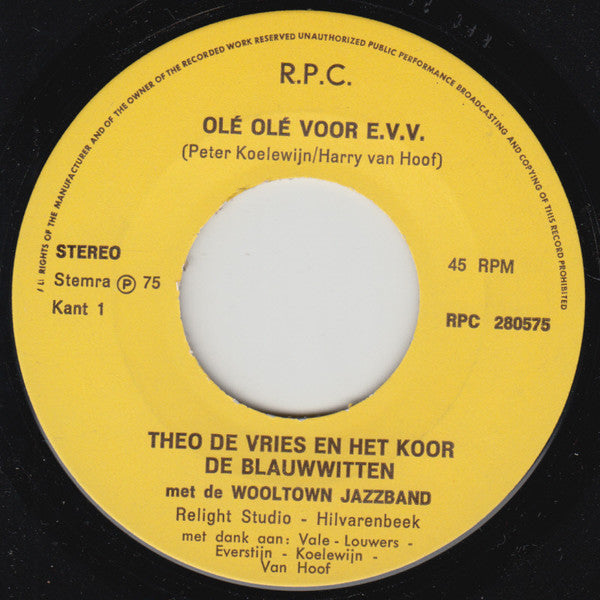 ALL RIGHTS OF THE MANUFACTURER AND OF THE OWNER OF THE RECORDED WORK RESERVED UNAUTHORIZED PUBLIC PERFORMANCE BROADCASTING AND COPYING OF THIS RECORD PROHIBITED
R.P.C.
OLÉ OLÉ VOOR E.V.V.
(Peter Koelewijn/Harry van Hoof)
STEREO
Stemra Ⓟ 75
Kant 1
45 RPM
RPC 280575
THEO DE VRIES EN HET KOOR
DE BLAUWWITTEN
met de WOOLTOWN JAZZBAND
Relight Studio - Hilvarenbeek
met dank aan: Vale - Louwers -
Everstijn - Koelewijn -
Van Hoof